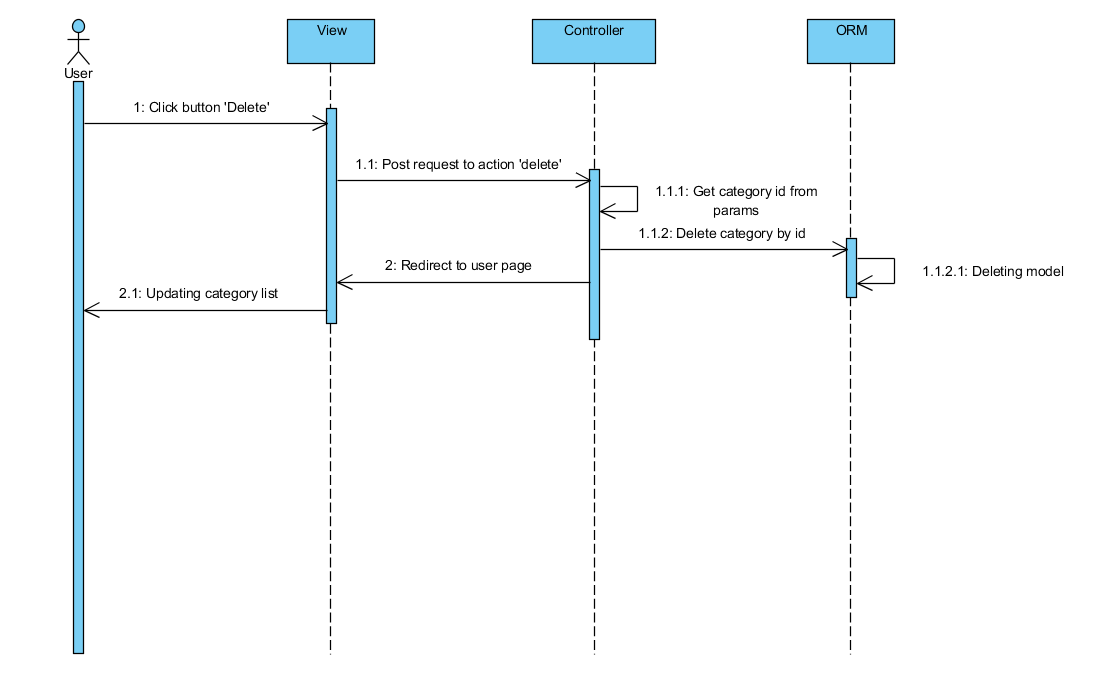 View
Controller
ORM
User
1: Click button 'Delete'
1.1: Post request to action 'delete'
1.1.1: Get category id from
params
1.1.2: Delete category by id
2: Redirect to user page
1.1.2.1: Deleting model
2.1: Updating category list